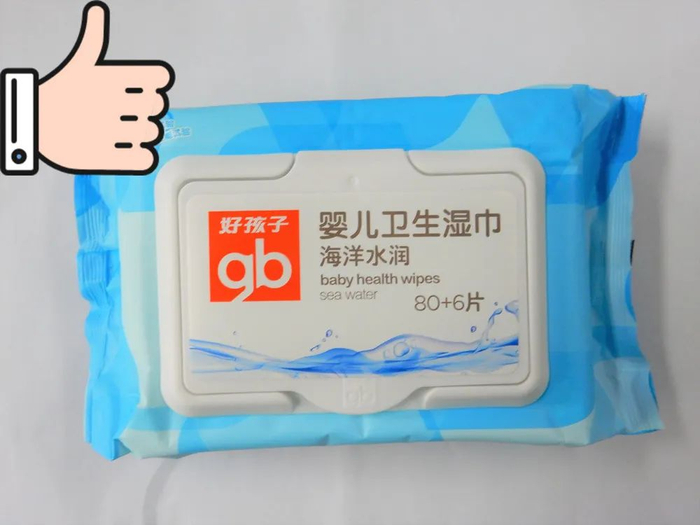 好孩子
gb
婴儿卫生湿巾
海洋水润
baby health wipes
sea water
80+6片
gb